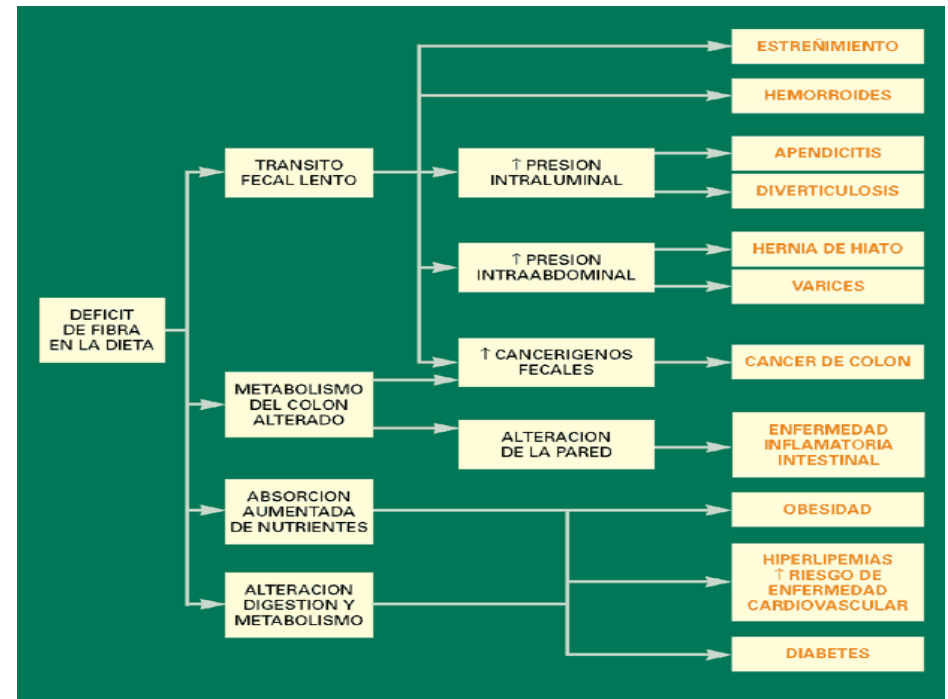 DEFICIT
DE FIBRA
EN LA DIETA
TRANSITO
FECAL LENTO
METABOLISMO
DEL COLON
ALTERADO
ABSORCION
AUMENTADA
DE NUTRIENTES
ALTERACION
DIGESTION Y
METABOLISMO
↑ PRESION
INTRALUMINAL
↑ PRESION
INTRAABDOMINAL
↑ CANCERIGENOS
FECALES
ALTERACION
DE LA PARED
ESTREÑIMIENTO
HEMORROIDES
APENDICITIS
DIVERTICULOSIS
HERNIA DE HIATO
VARICES
CANCER DE COLON
ENFERMEDAD
INFLAMATORIA
INTESTINAL
OBESIDAD
HIPERLIPEMIAS
↑ RIESGO DE
ENFERMEDAD
CARDIOVASCULAR
DIABETES